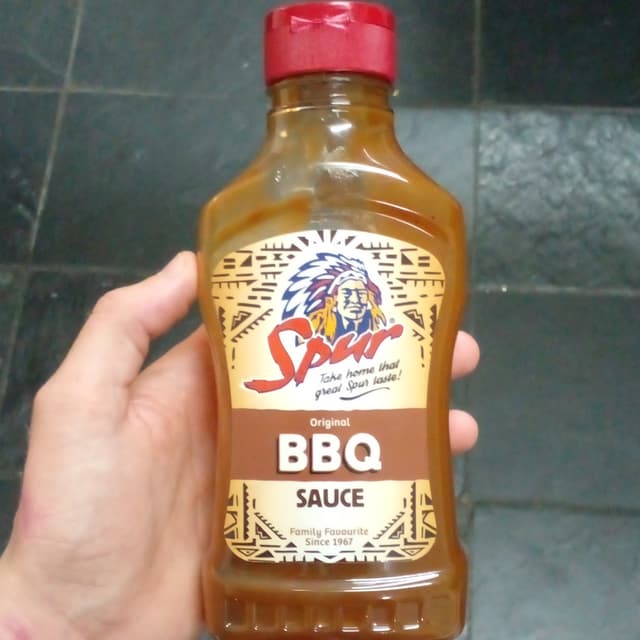 Spur®
Take home that
great Spur taste!
Original
BBQ
SAUCE
Family Favourite
Since 1967